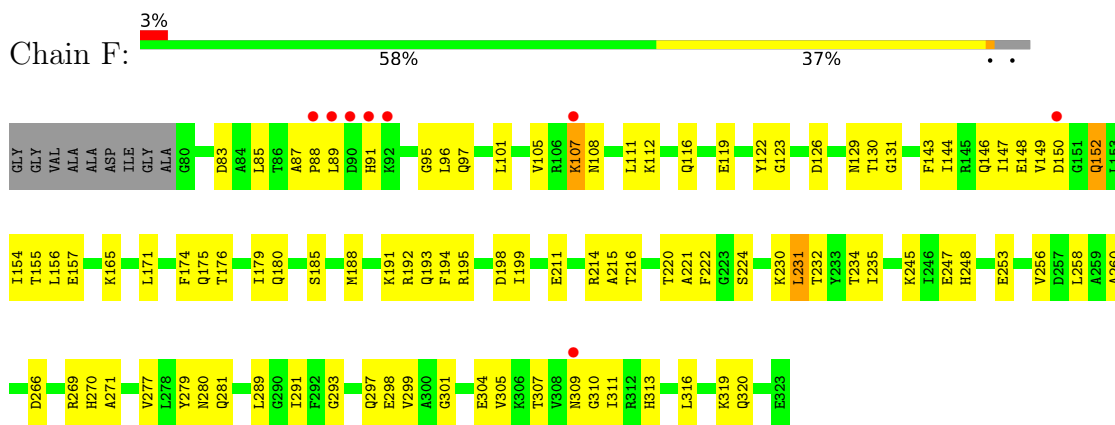 3%
Chain F:
58% 37% • •
GLY GLY VAL ALA ALA ASP ILE GLY ALA G80 D83 A84 L85 T86 A87 P88 L89 D90 H91 K92 G95 L96 Q97 L101 V105 R106 K107 N108 L111 K112 Q116 E119 Y122 G123 D126 N129 T130 G131 F143 I144 R145 Q146 I147 E148 V149 D150 G151 Q152 L153
I154 T155 L156 E157 K165 L171 F174 Q175 T176 I179 Q180 S185 M188 K191 R192 Q193 F194 R195 D198 I199 E211 R214 A215 T216 T220 A221 F222 G223 S224 K230 L231 T232 Y233 T234 I235 K245 I246 E247 H248 E253 V256 D257 L258 A259 A260
D266 R269 H270 A271 V277 L278 Y279 N280 Q281 L289 G290 I291 F292 G293 Q297 E298 V299 A300 G301 E304 V305 K306 T307 V308 N309 G310 I311 R312 H313 L316 K319 Q320 E323